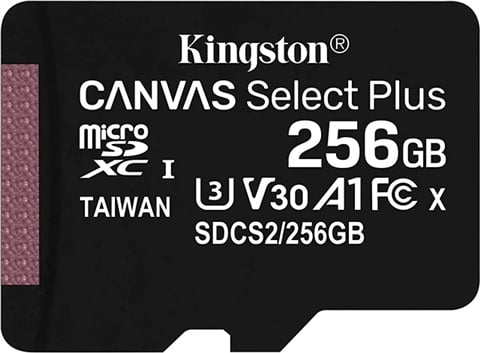 Kingston®
CANVAS Select Plus
micro SD XC I 256GB
TAIWAN U3 V30 A1 FC X
SDCS2/256GB